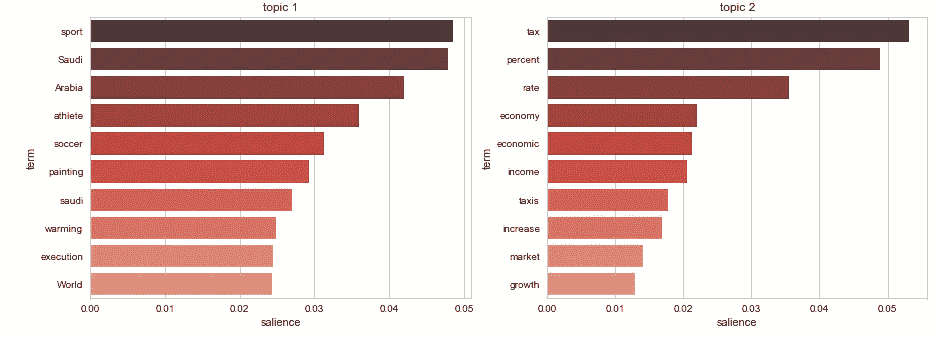 topic 1
sport
Saudi
Arabia
athlete
soccer
painting
saudi
warming
execution
World
term
0.00 0.01 0.02 0.03 0.04 0.05
salience
topic 2
tax
percent
rate
economy
economic
income
taxis
increase
market
growth
term
0.00 0.01 0.02 0.03 0.04 0.05
salience